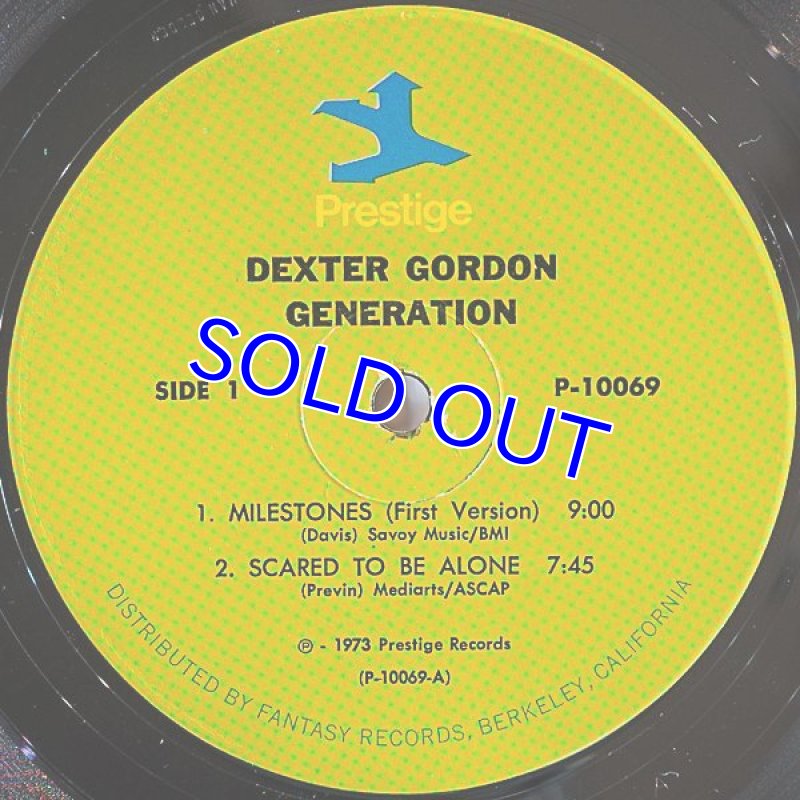 Prestige
DEXTER GORDON
GENERATION
SOLD OUT
SIDE 1
P-10069
1. MILESTONES (First Version) 9:00
(Davis) Savoy Music/BMI
2. SCARED TO BE ALONE 7:45
(Previn) Mediarts/ASCAP
℗ - 1973 Prestige Records
(P-10069-A)
DISTRIBUTED BY FANTASY RECORDS, BERKELEY, CALIFORNIA